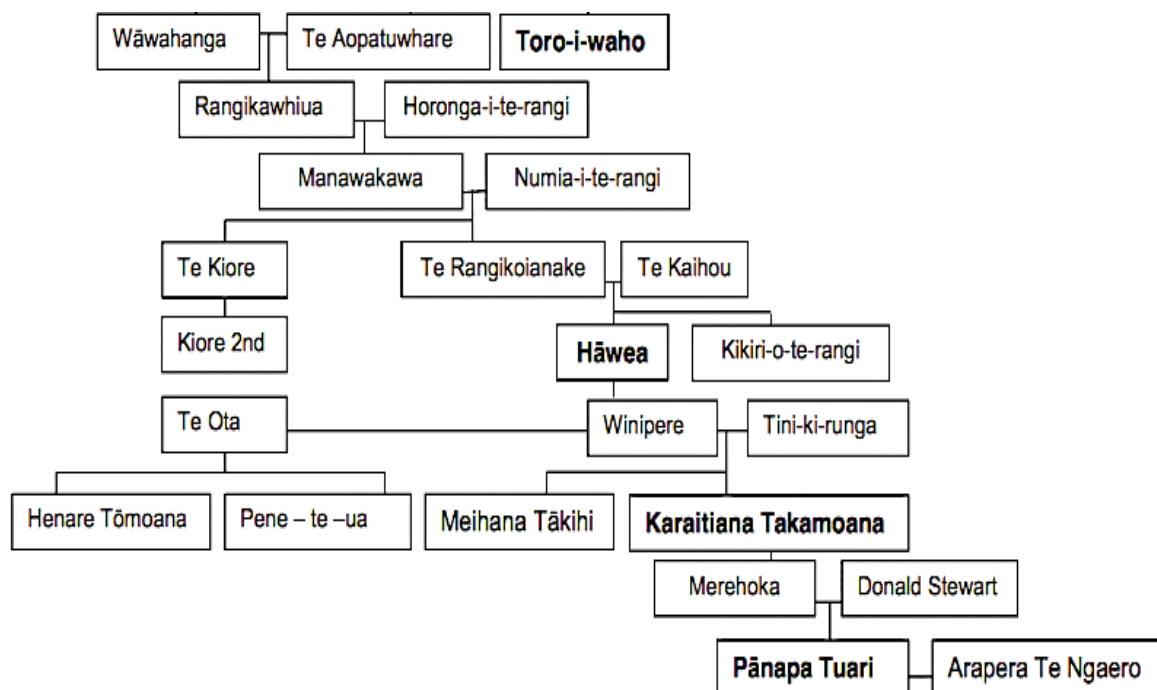 Wāwahanga
Te Aopatuwhare
Toro-i-waho
Rangikawhiua
Horonga-i-te-rangi
Manawakawa
Numia-i-te-rangi
Te Kiore
Te Rangikoianake
Te Kaihou
Kiore 2nd
Hāwea
Kikiri-o-te-rangi
Te Ota
Winipere
Tini-ki-runga
Henare Tōmoana
Pene – te –ua
Meihana Tākihi
Karaitiana Takamoana
Merehoka
Donald Stewart
Pānapa Tuari
Arapera Te Ngaero